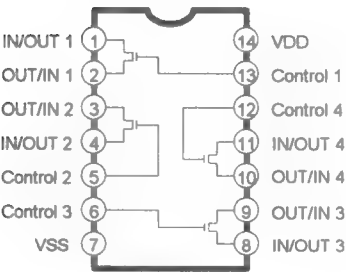 IN/OUT 1 1 14 VDD
OUT/IN 1 2 13 Control 1
OUT/IN 2 3 12 Control 4
IN/OUT 2 4 11 IN/OUT 4
Control 2 5 10 OUT/IN 4
Control 3 6 9 OUT/IN 3
VSS 7 8 IN/OUT 3